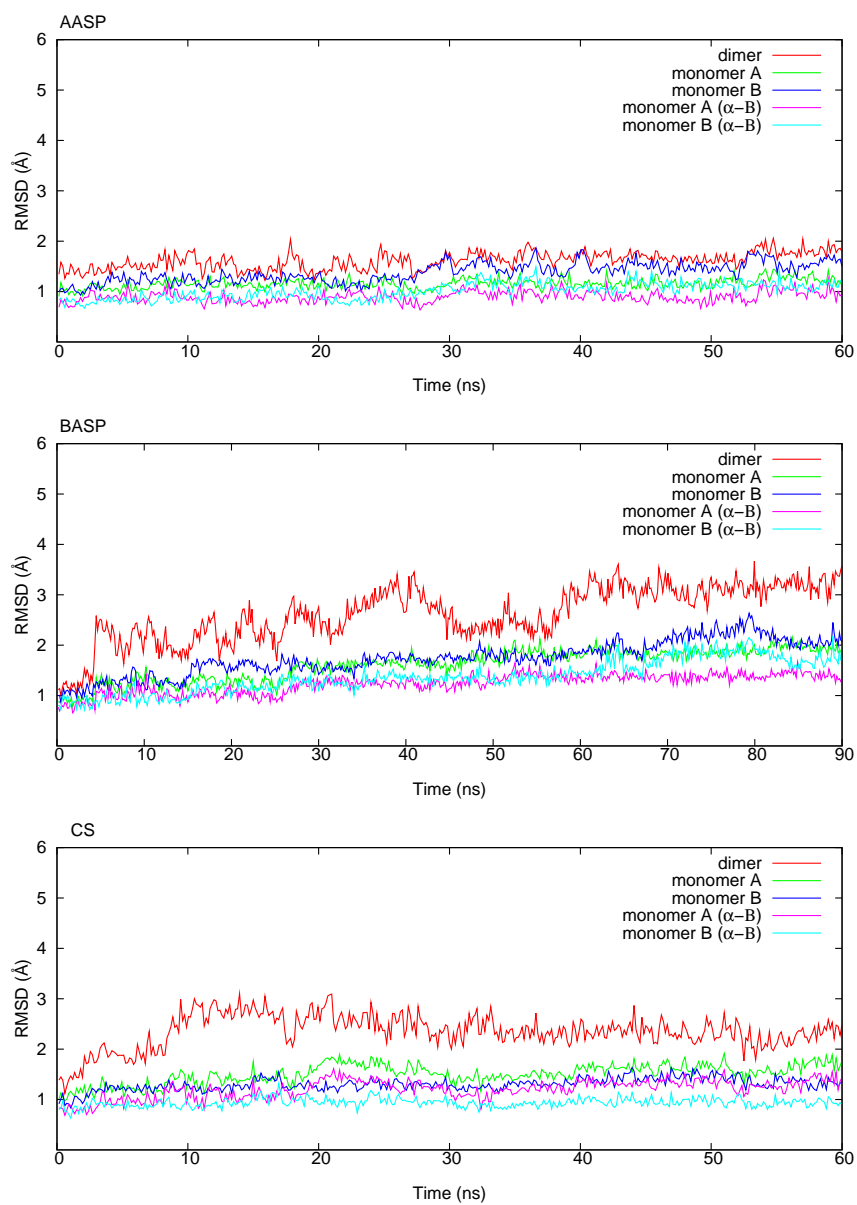 AASP
6
5
4
3
2
1
RMSD (Å)
dimer
monomer A
monomer B
monomer A (α−B)
monomer B (α−B)
0 10 20 30 40 50 60
Time (ns)
BASP
6
5
4
3
2
1
RMSD (Å)
dimer
monomer A
monomer B
monomer A (α−B)
monomer B (α−B)
0 10 20 30 40 50 60 70 80 90
Time (ns)
CS
6
5
4
3
2
1
RMSD (Å)
dimer
monomer A
monomer B
monomer A (α−B)
monomer B (α−B)
0 10 20 30 40 50 60
Time (ns)